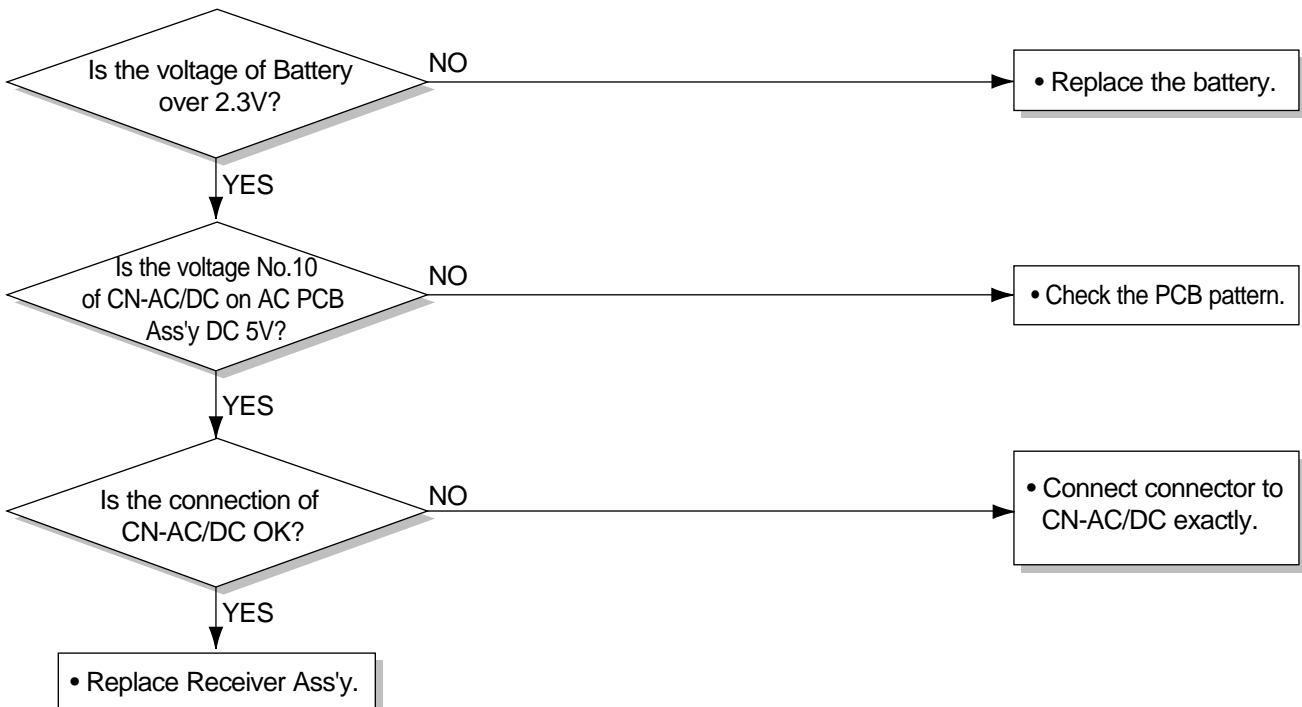 Is the voltage of Battery
over 2.3V?
NO
• Replace the battery.
YES
Is the voltage No.10
of CN-AC/DC on AC PCB
Ass'y DC 5V?
NO
• Check the PCB pattern.
YES
Is the connection of
CN-AC/DC OK?
NO
• Connect connector to
CN-AC/DC exactly.
YES
• Replace Receiver Ass'y.